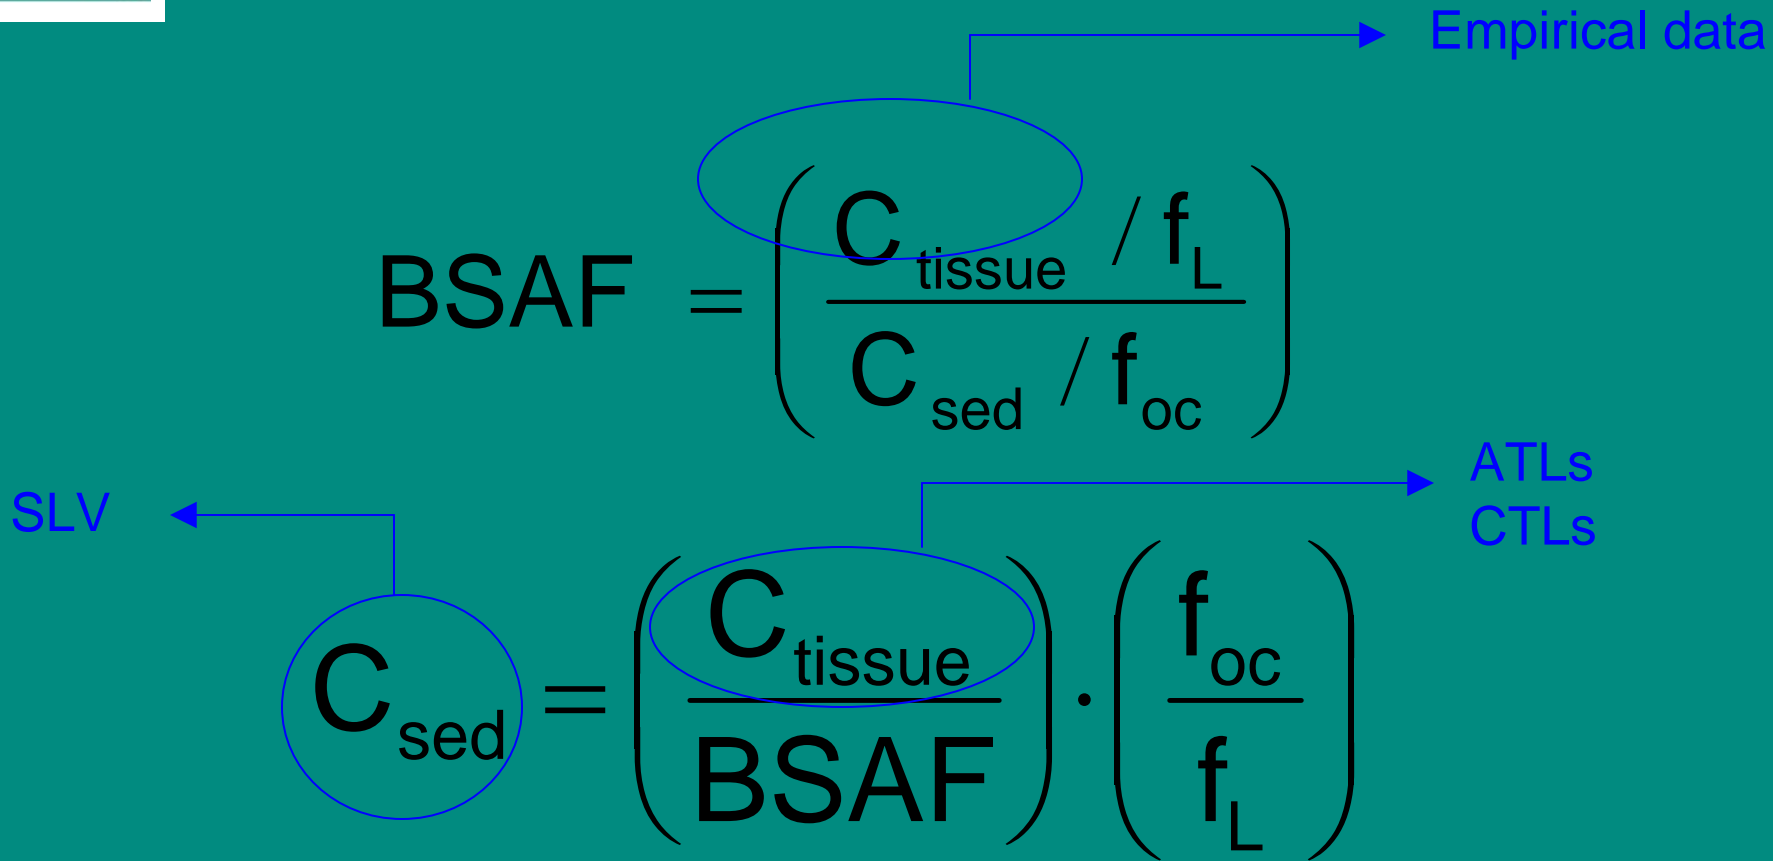 Empirical data
BSAF = ( C tissue / f L
C sed / f oc )
ATLs
SLV
CTLs
C sed = ( C tissue
BSAF ) · ( f oc
f L )